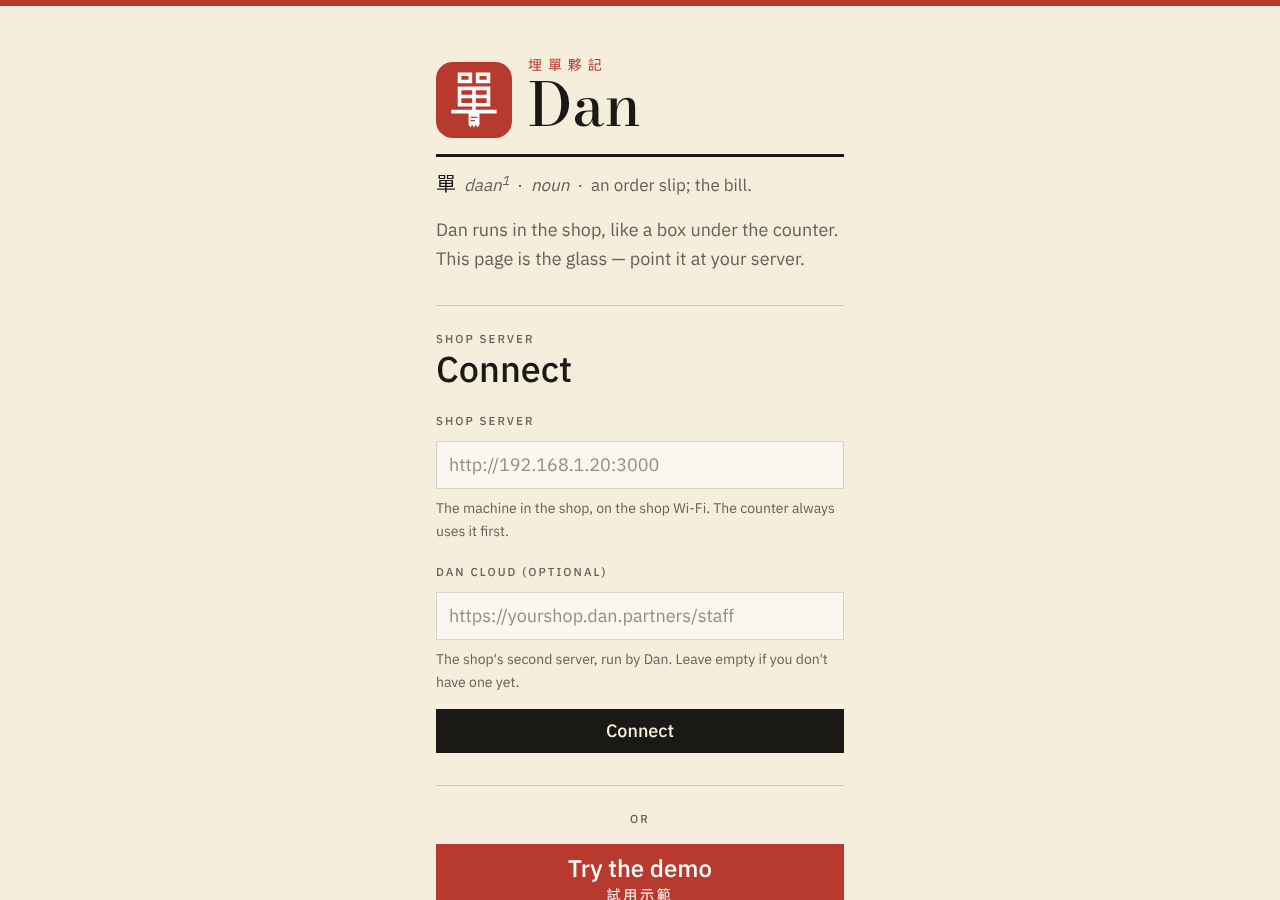 單
埋單夥記
Dan
單 daan¹ · noun · an order slip; the bill.
Dan runs in the shop, like a box under the counter.
This page is the glass — point it at your server.
SHOP SERVER
Connect
SHOP SERVER
http://192.168.1.20:3000
The machine in the shop, on the shop Wi-Fi. The counter always
uses it first.
DAN CLOUD (OPTIONAL)
https://yourshop.dan.partners/staff
The shop's second server, run by Dan. Leave empty if you don't
have one yet.
Connect
OR
Try the demo
試用示範